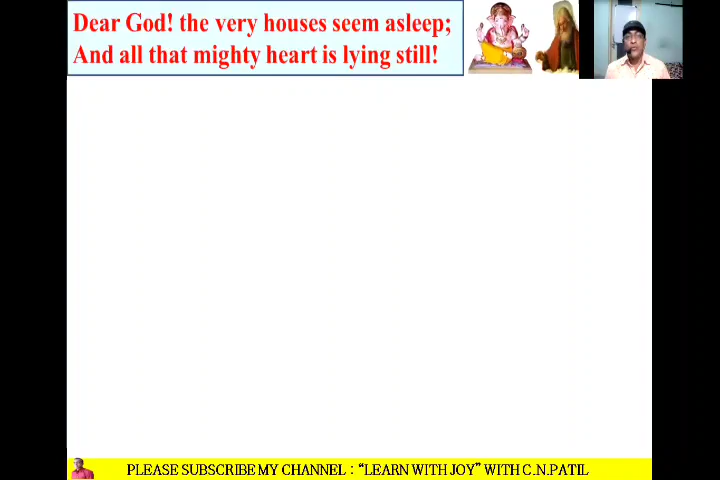 Dear God! the very houses seem asleep;
And all that mighty heart is lying still!
PLEASE SUBSCRIBE MY CHANNEL : “LEARN WITH JOY” WITH C.N.PATIL